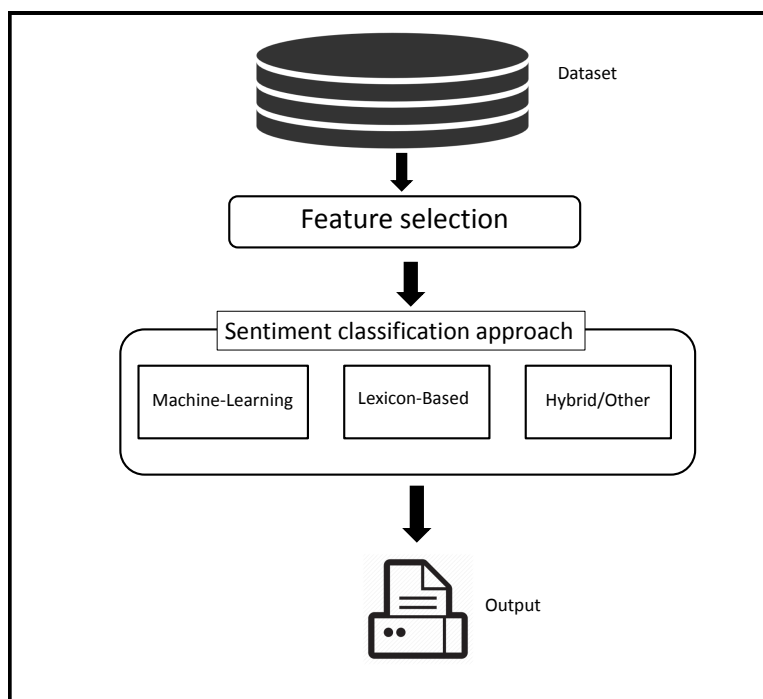 Dataset
Feature selection
Sentiment classification approach
Machine-Learning
Lexicon-Based
Hybrid/Other
Output